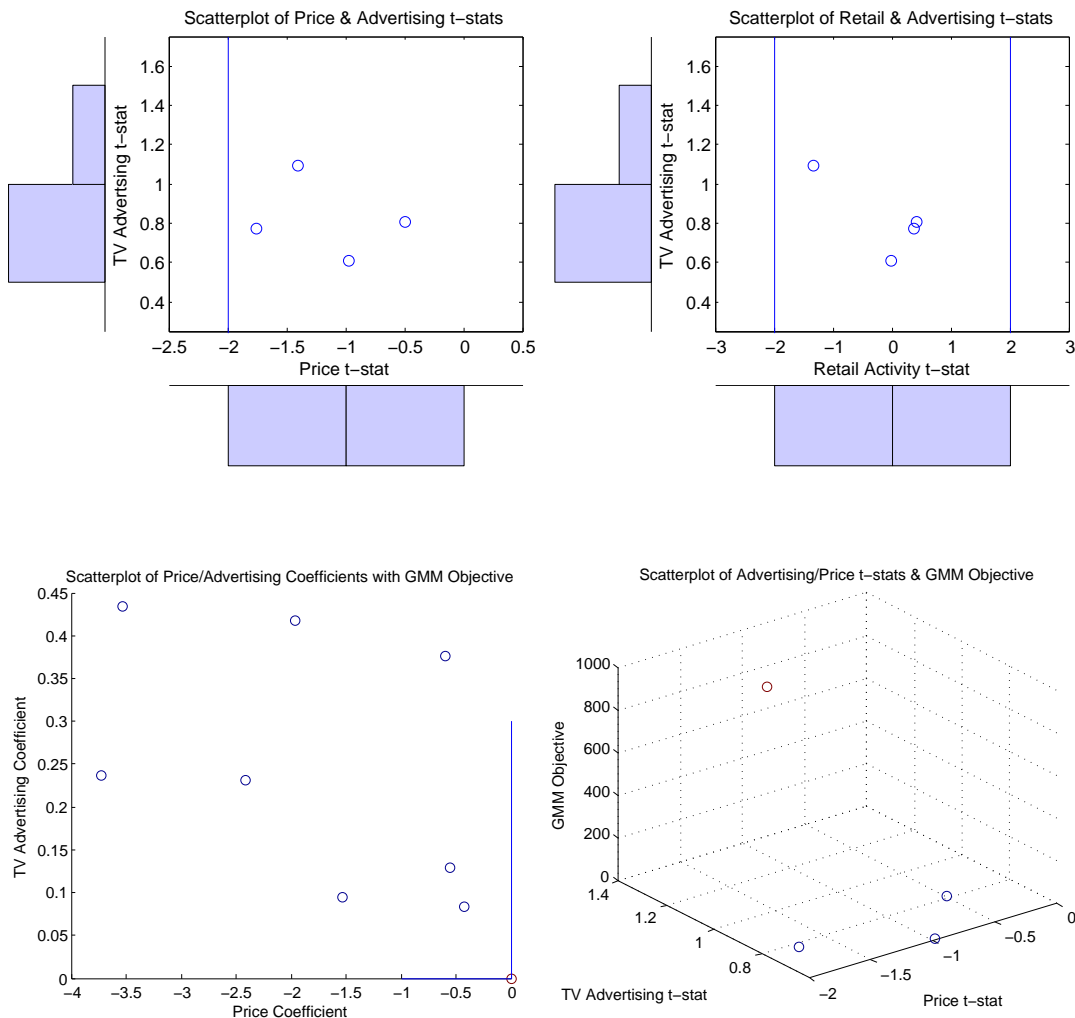 Scatterplot of Price & Advertising t−stats
1.6
1.4
1.2
1
0.8
0.6
0.4
TV Advertising t−stat
−2.5 −2 −1.5 −1 −0.5 0 0.5
Price t−stat
Scatterplot of Retail & Advertising t−stats
1.6
1.4
1.2
1
0.8
0.6
0.4
TV Advertising t−stat
−3 −2 −1 0 1 2 3
Retail Activity t−stat
Scatterplot of Price/Advertising Coefficients with GMM Objective
0.45
0.4
0.35
0.3
0.25
0.2
0.15
0.1
0.05
0
TV Advertising Coefficient
−4 −3.5 −3 −2.5 −2 −1.5 −1 −0.5 0
Price Coefficient
Scatterplot of Advertising/Price t−stats & GMM Objective
1000
800
600
400
200
0
GMM Objective
1.4
1.2
1
0.8
TV Advertising t−stat
−2
−1.5
−1
−0.5
0
Price t−stat